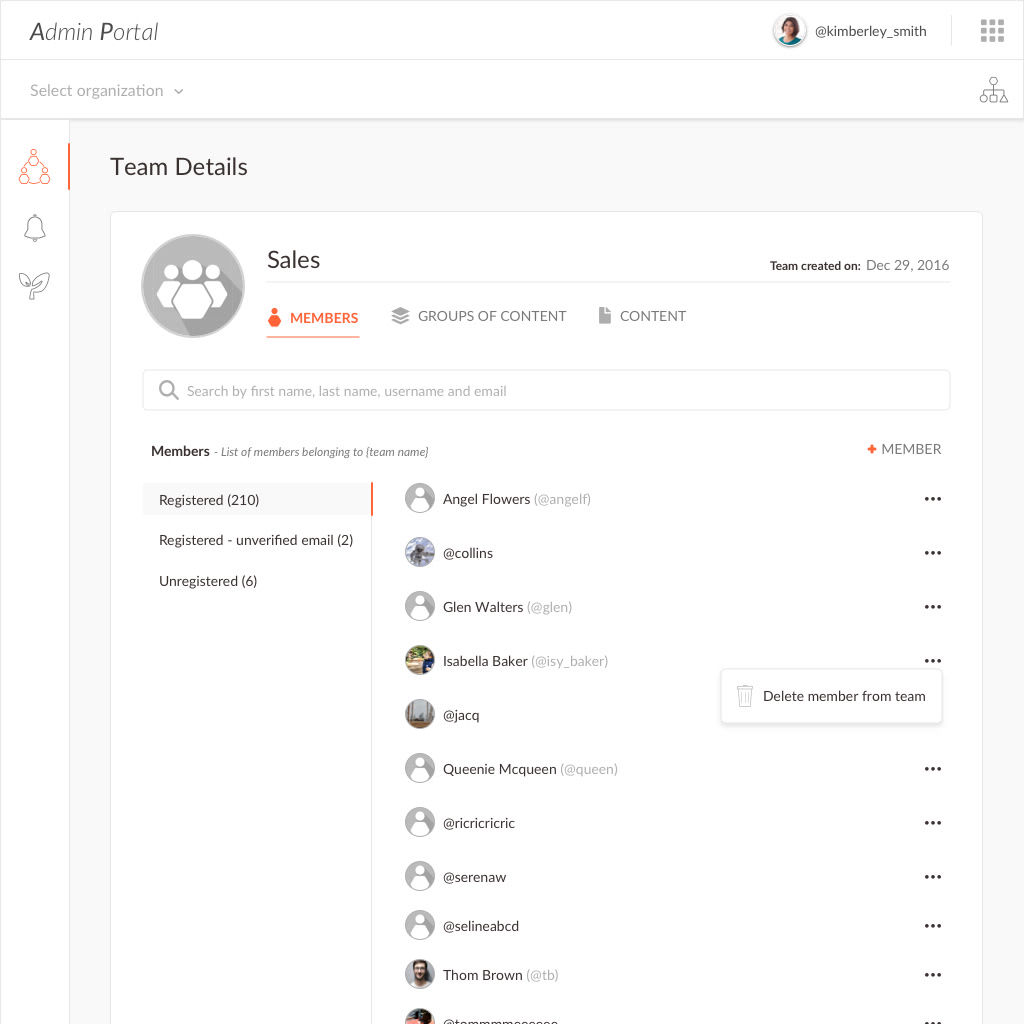 Admin Portal
@kimberley_smith
Select organization
Team Details
Sales
Team created on: Dec 29, 2016
MEMBERS
GROUPS OF CONTENT
CONTENT
Search by first name, last name, username and email
Members - List of members belonging to {team name}
+ MEMBER
Registered (210)
Registered - unverified email (2)
Unregistered (6)
Angel Flowers (@angelf)
@collins
Glen Walters (@glen)
Isabella Baker (@isy_baker)
Delete member from team
@jacq
Queenie Mcqueen (@queen)
@ricricricric
@serenaw
@selineabcd
Thom Brown (@tb)